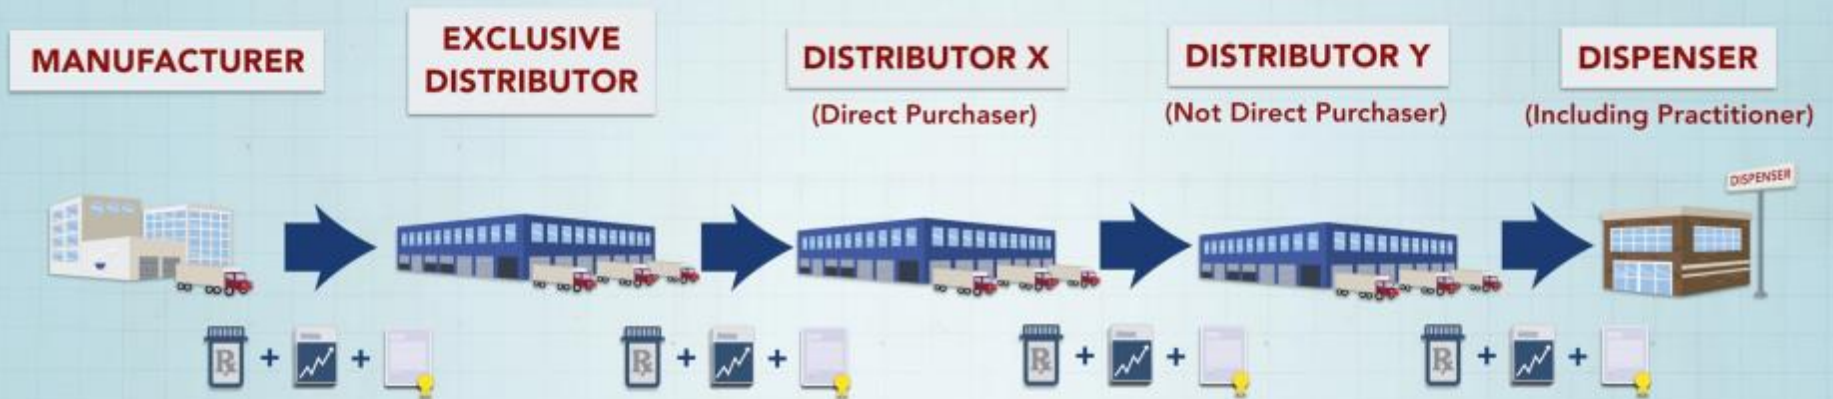 MANUFACTURER
EXCLUSIVE
DISTRIBUTOR
DISTRIBUTOR X
(Direct Purchaser)
DISTRIBUTOR Y
(Not Direct Purchaser)
DISPENSER
(Including Practitioner)
DISPENSER
℞ + +
℞ + +
℞ + +
℞ + +